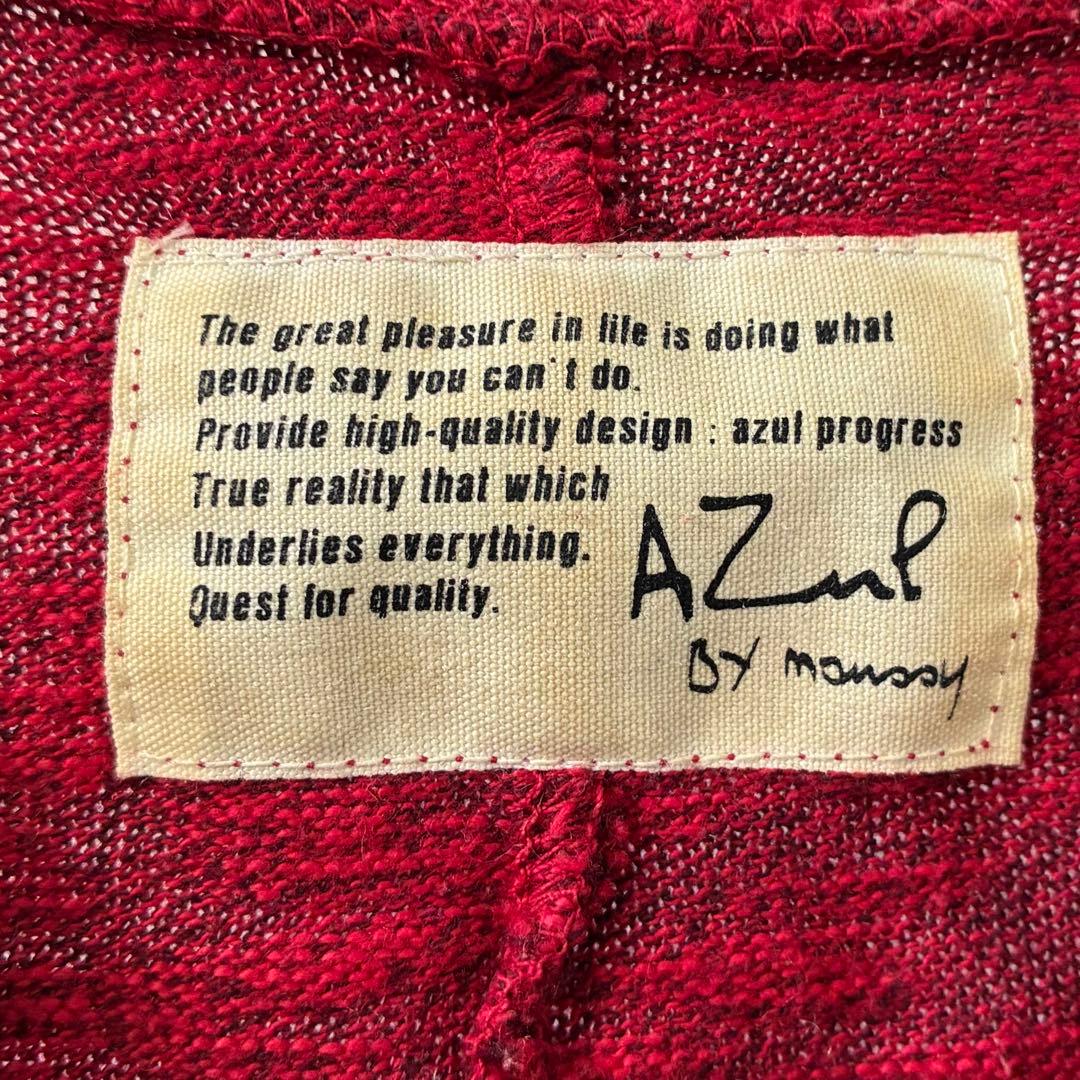 The great pleasure in life is doing what
people say you can't do.
Provide high-quality design : azul progress
True reality that which
Underlies everything.
Quest for quality.
AZul
BY moussy